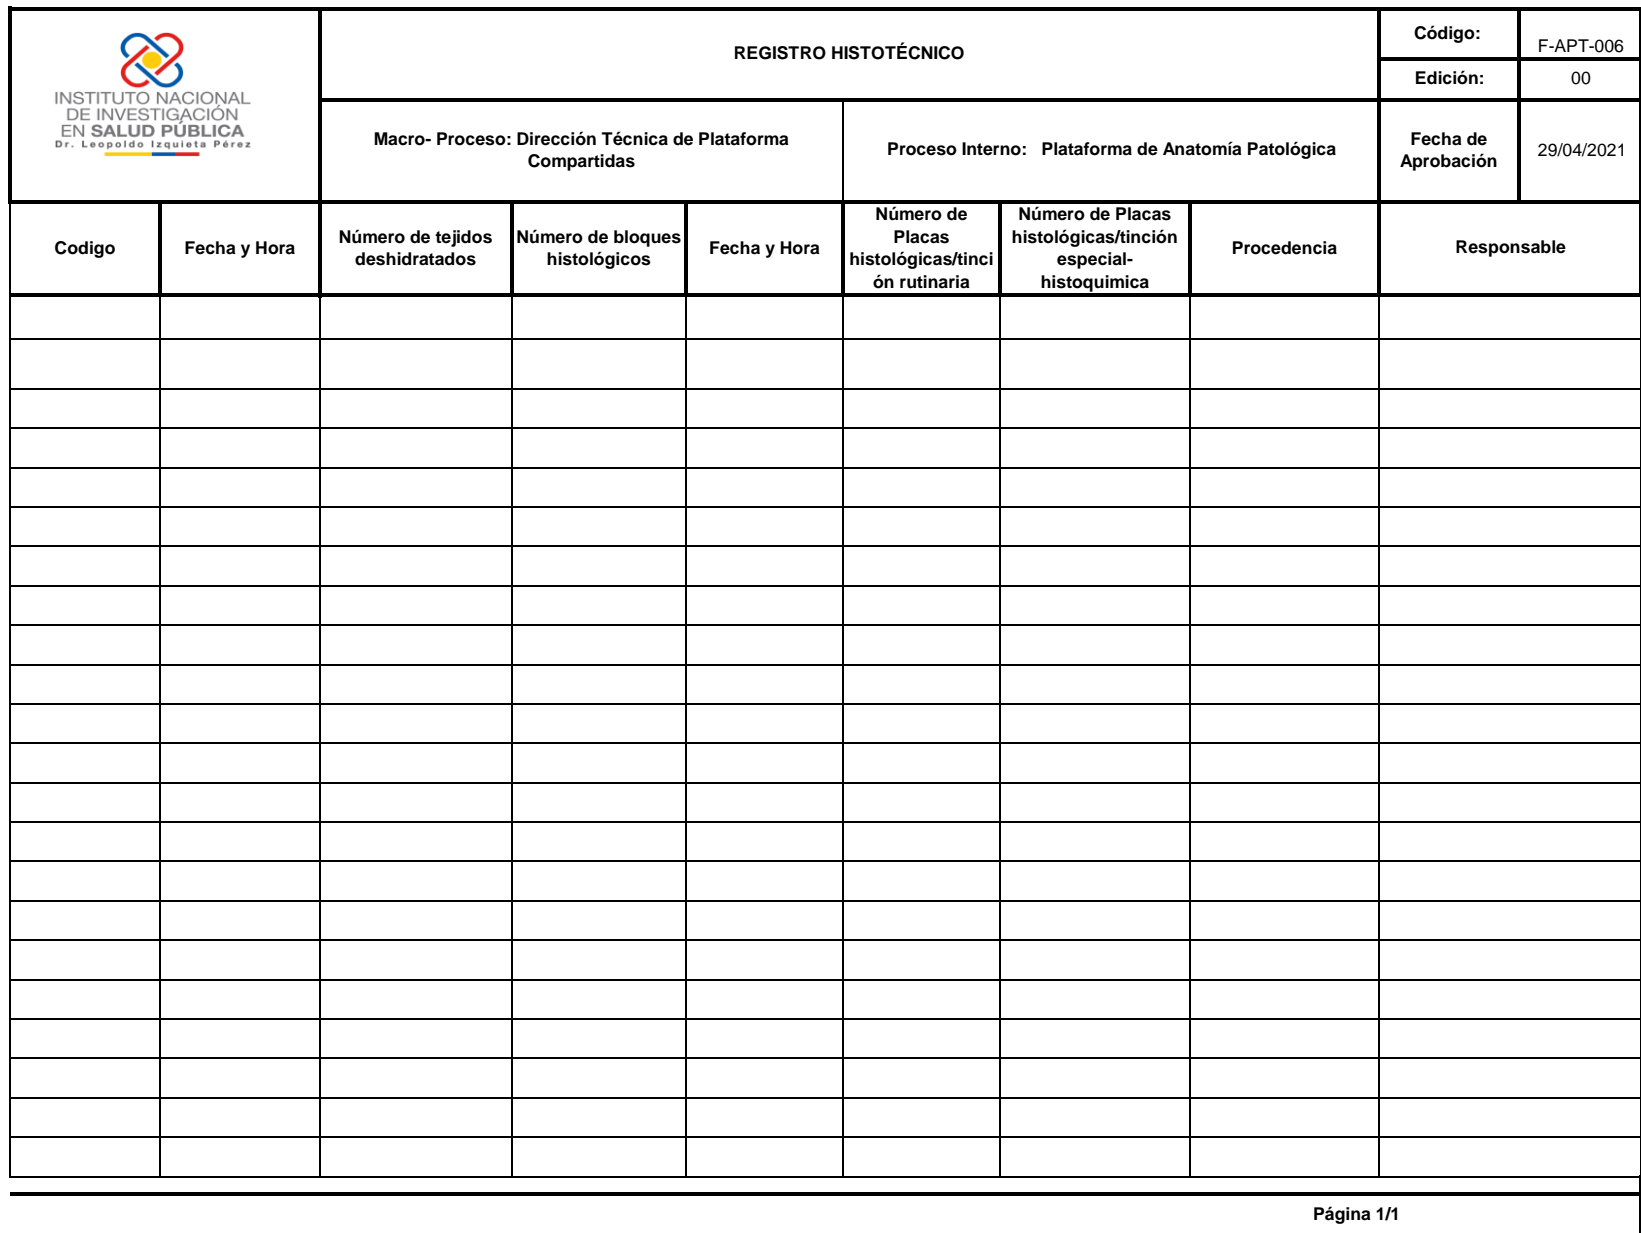 INSTITUTO NACIONAL
DE INVESTIGACIÓN
EN SALUD PÚBLICA
Dr. Leopoldo Izquieta Pérez
REGISTRO HISTOTÉCNICO
Código:
F-APT-006
Edición:
00
Macro- Proceso: Dirección Técnica de Plataforma
Compartidas
Proceso Interno: Plataforma de Anatomía Patológica
Fecha de
Aprobación
29/04/2021
Codigo
Fecha y Hora
Número de tejidos
deshidratados
Número de bloques
histológicos
Fecha y Hora
Número de
Placas
histológicas/tinci
ón rutinaria
Número de Placas
histológicas/tinción
especial-
histoquimica
Procedencia
Responsable
Página 1/1